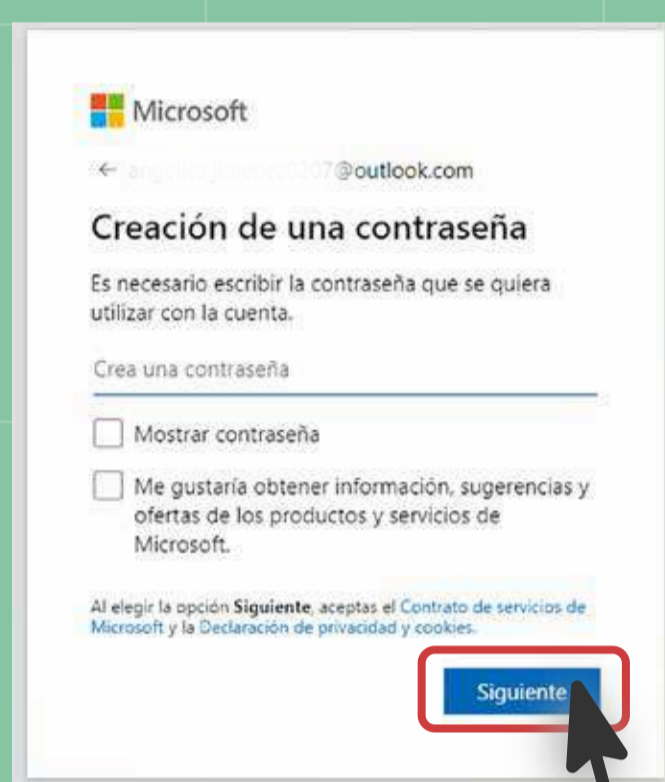 Microsoft
← @outlook.com
Creación de una contraseña
Es necesario escribir la contraseña que se quiera
utilizar con la cuenta.
Crea una contraseña
Mostrar contraseña
Me gustaría obtener información, sugerencias y
ofertas de los productos y servicios de
Microsoft.
Al elegir la opción Siguiente, aceptas el Contrato de servicios de
Microsoft y la Declaración de privacidad y cookies.
Siguiente